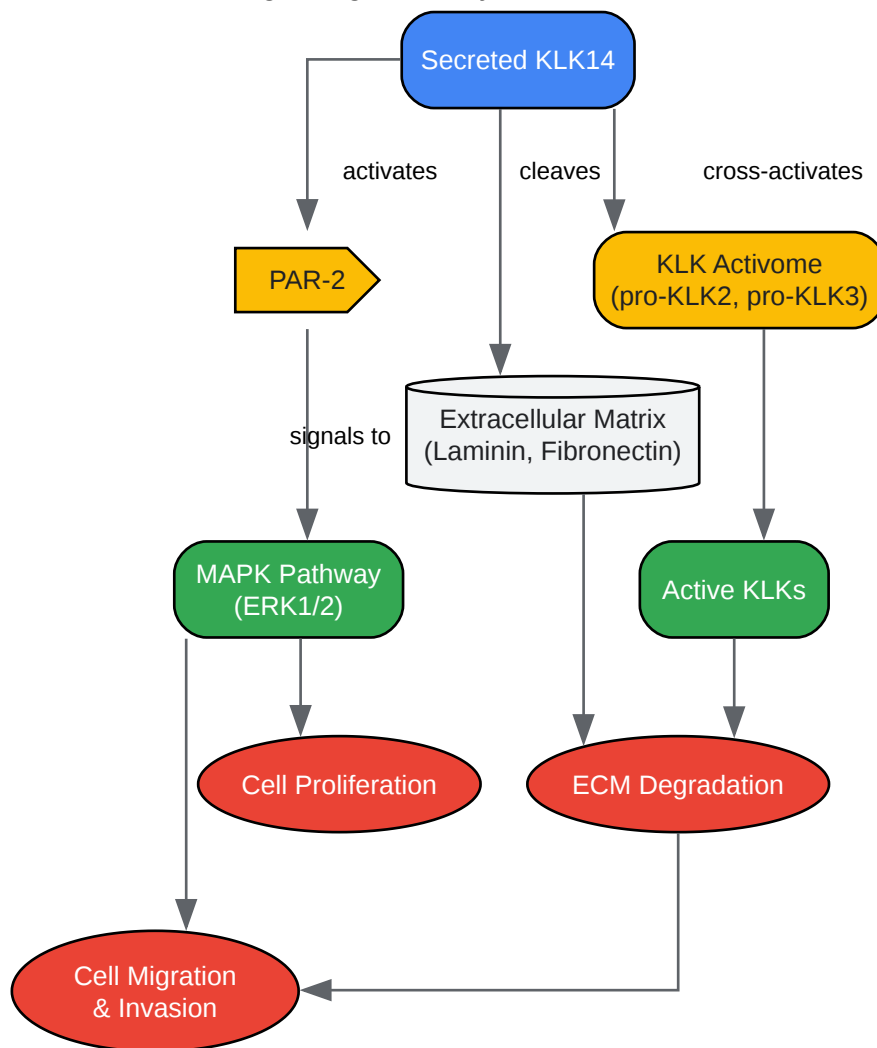 Secreted KLK14
activates
cleaves
cross-activates
PAR-2
KLK Activome
(pro-KLK2, pro-KLK3)
signals to
Extracellular Matrix
(Laminin, Fibronectin)
MAPK Pathway
(ERK1/2)
Active KLKs
Cell Proliferation
ECM Degradation
Cell Migration
& Invasion